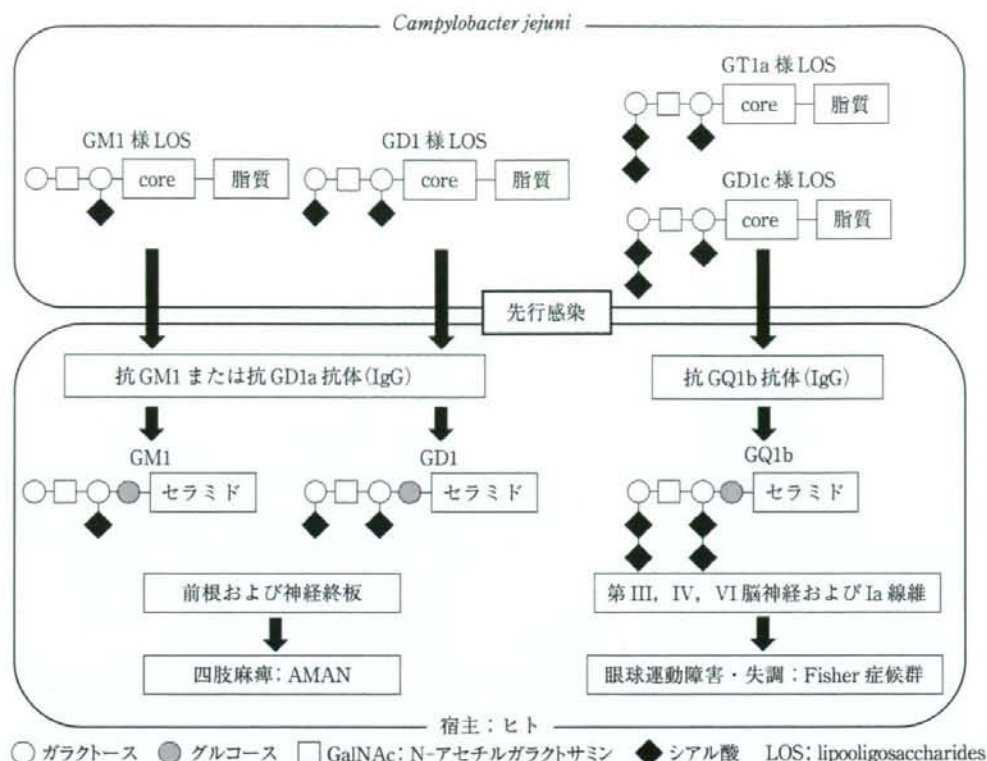 Campylobacter jejuni
GT1a 様 LOS
core
脂質
GM1 様 LOS
core
脂質
GD1 様 LOS
core
脂質
GD1c 様 LOS
core
脂質
先行感染
抗 GM1 または抗 GD1a 抗体(IgG)
抗 GQ1b 抗体(IgG)
GM1
セラミド
GD1
セラミド
GQ1b
セラミド
前根および神経終板
第 III, IV, VI 脳神経および Ia 線維
四肢麻痺：AMAN
眼球運動障害・失調：Fisher 症候群
宿主：ヒト
ガラクトース グルコース GalNAc：N-アセチルガラクトサミン シアル酸 LOS: lipooligosaccharides